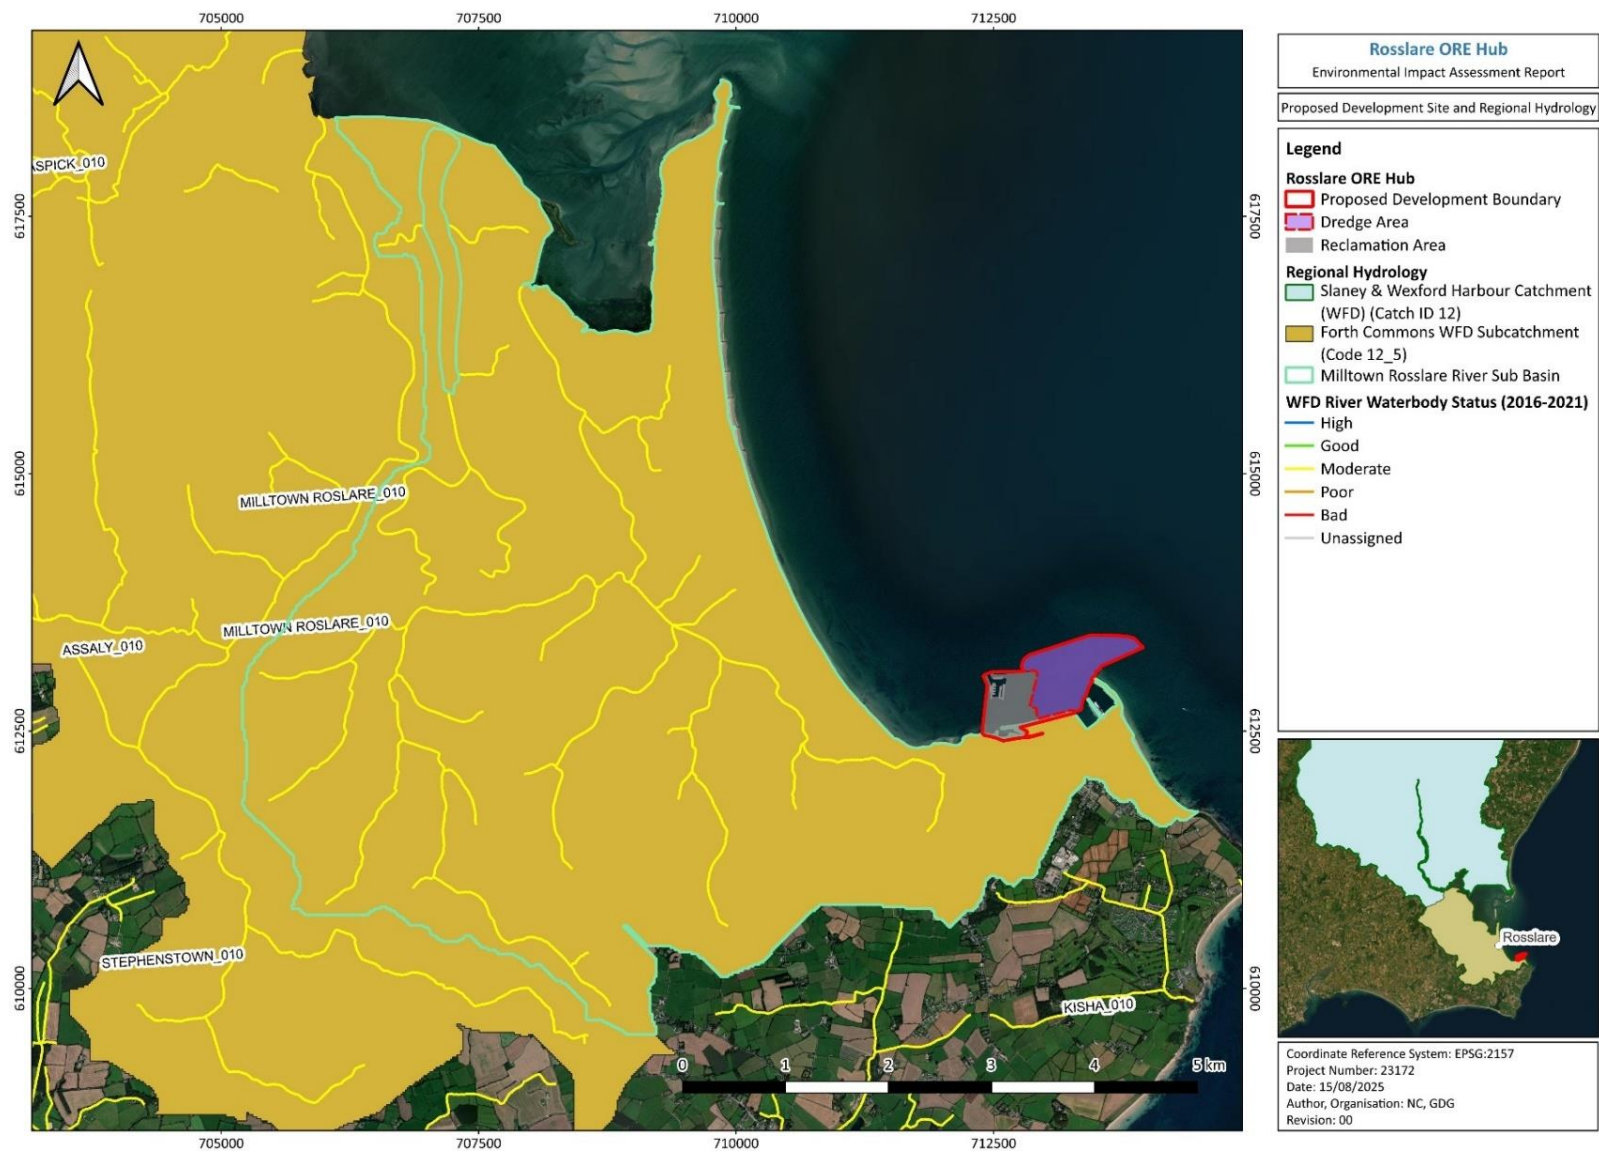 705000
707500
710000
712500
617500
615000
612500
610000
617500
615000
612500
610000
ASPICK_010
MILLTOWN ROSLARE_010
MILLTOWN ROSLARE_010
ASSALY_010
STEPHENSTOWN_010
KISHA_010
0 1 2 3 4 5 km
705000
707500
710000
712500
Rosslare ORE Hub
Environmental Impact Assessment Report
Proposed Development Site and Regional Hydrology
Legend
Rosslare ORE Hub
Proposed Development Boundary
Dredge Area
Reclamation Area
Regional Hydrology
Slaney & Wexford Harbour Catchment
(WFD) (Catch ID 12)
Forth Commons WFD Subcatchment
(Code 12_5)
Milltown Rosslare River Sub Basin
WFD River Waterbody Status (2016-2021)
High
Good
Moderate
Poor
Bad
Unassigned
Rosslare
Coordinate Reference System: EPSG:2157
Project Number: 23172
Date: 15/08/2025
Author, Organisation: NC, GDG
Revision: 00